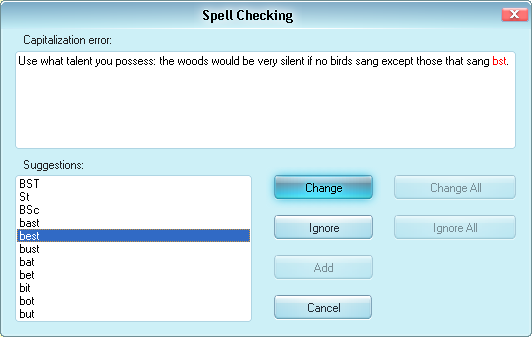 Spell Checking
Capitalization error:
Use what talent you possess: the woods would be very silent if no birds sang except those that sang bst.
Suggestions:
BST
St
BSc
bast
best
bust
bat
bet
bit
bot
but
Change
Change All
Ignore
Ignore All
Add
Cancel